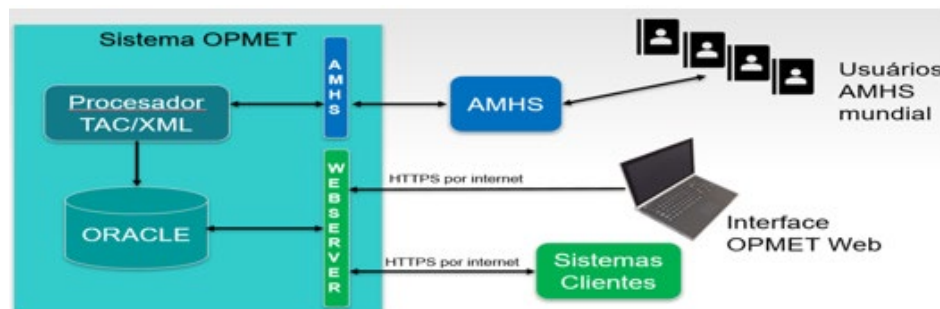 Sistema OPMET
AMHS
Procesador
TAC/XML
AMHS
Usuários
AMHS
mundial
WEBSERVER
HTTPS por internet
ORACLE
Interface
OPMET Web
HTTPS por internet
Sistemas
Clientes